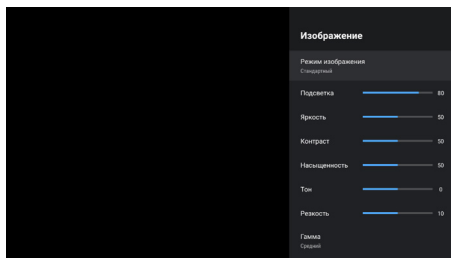 Изображение
Режим изображения
Стандартный
Подсветка 80
Яркость 50
Контраст 50
Насыщенность 50
Тон 0
Резкость 10
Гамма
Средний